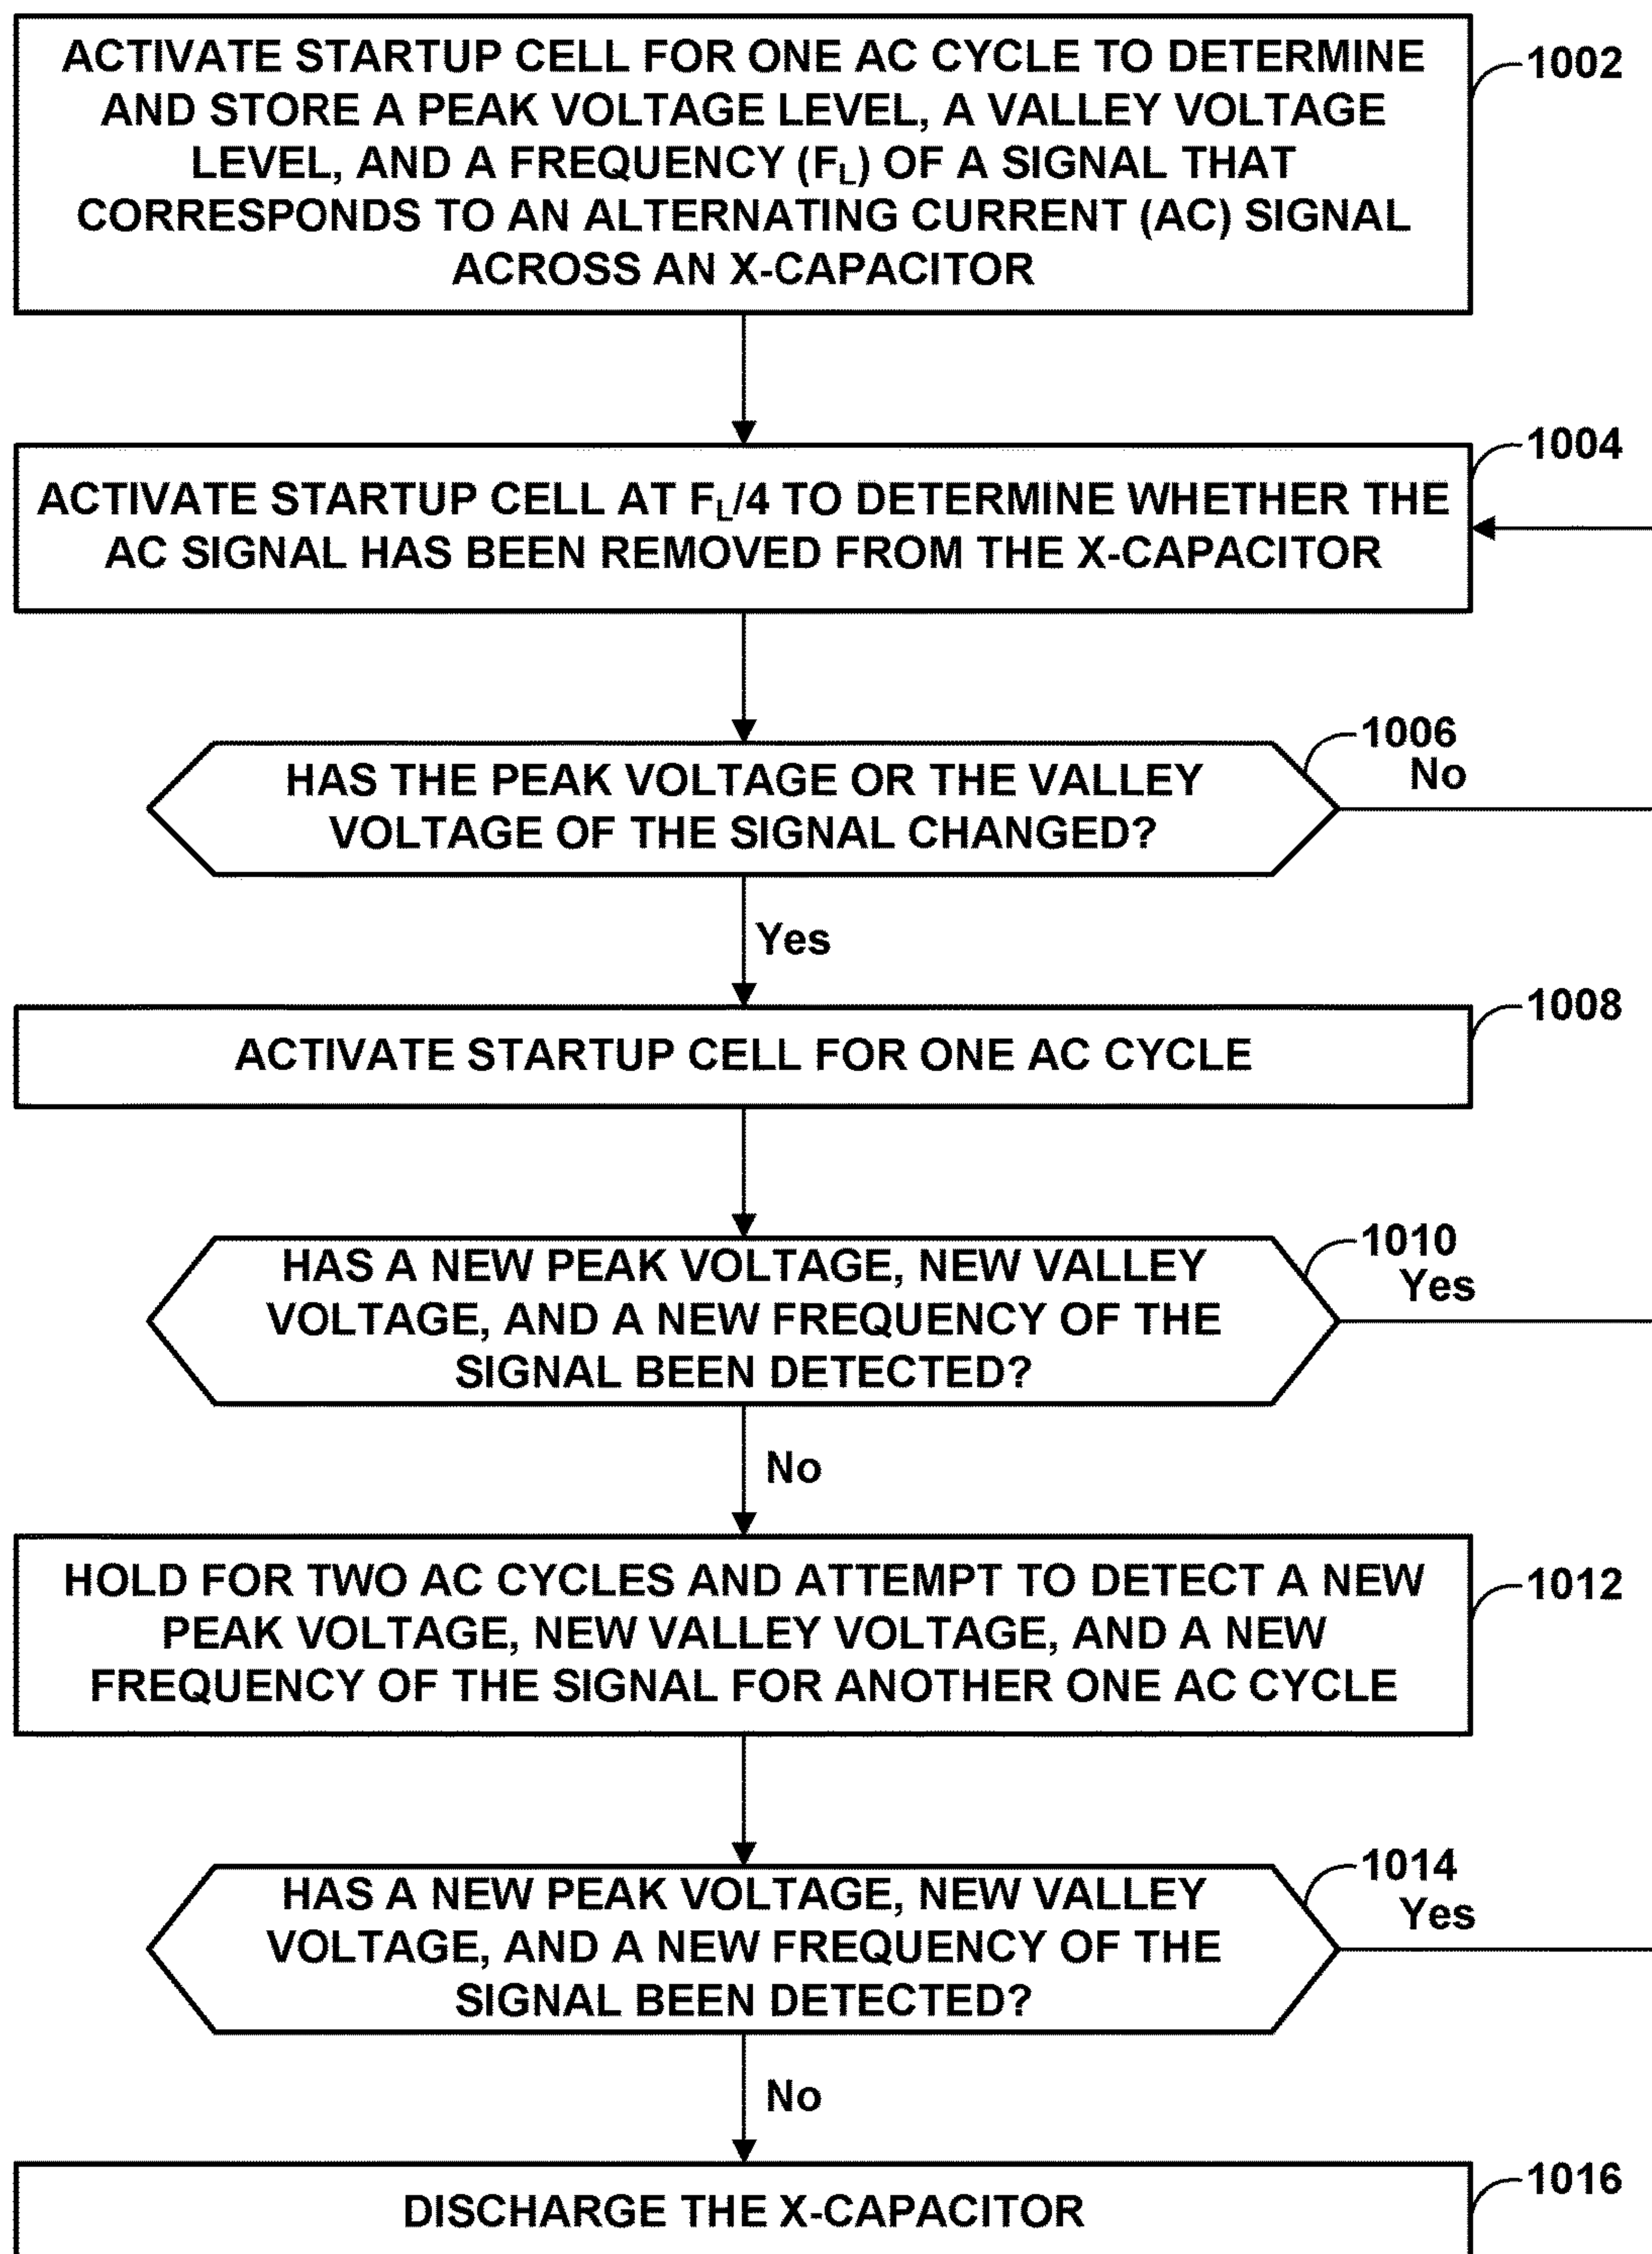 ACTIVATE STARTUP CELL FOR ONE AC CYCLE TO DETERMINE
1002
AND STORE A PEAK VOLTAGE LEVEL, A VALLEY VOLTAGE
LEVEL, AND A FREQUENCY (FL) OF A SIGNAL THAT
CORRESPONDS TO AN ALTERNATING CURRENT (AC) SIGNAL
ACROSS AN X-CAPACITOR
1004
ACTIVATE STARTUP CELL AT FL/4 TO DETERMINE WHETHER THE
AC SIGNAL HAS BEEN REMOVED FROM THE X-CAPACITOR
1006
No
HAS THE PEAK VOLTAGE OR THE VALLEY
VOLTAGE OF THE SIGNAL CHANGED?
Yes
1008
ACTIVATE STARTUP CELL FOR ONE AC CYCLE
1010
Yes
HAS A NEW PEAK VOLTAGE, NEW VALLEY
VOLTAGE, AND A NEW FREQUENCY OF THE
SIGNAL BEEN DETECTED?
No
1012
HOLD FOR TWO AC CYCLES AND ATTEMPT TO DETECT A NEW
PEAK VOLTAGE, NEW VALLEY VOLTAGE, AND A NEW
FREQUENCY OF THE SIGNAL FOR ANOTHER ONE AC CYCLE
1014
Yes
HAS A NEW PEAK VOLTAGE, NEW VALLEY
VOLTAGE, AND A NEW FREQUENCY OF THE
SIGNAL BEEN DETECTED?
No
1016
DISCHARGE THE X-CAPACITOR